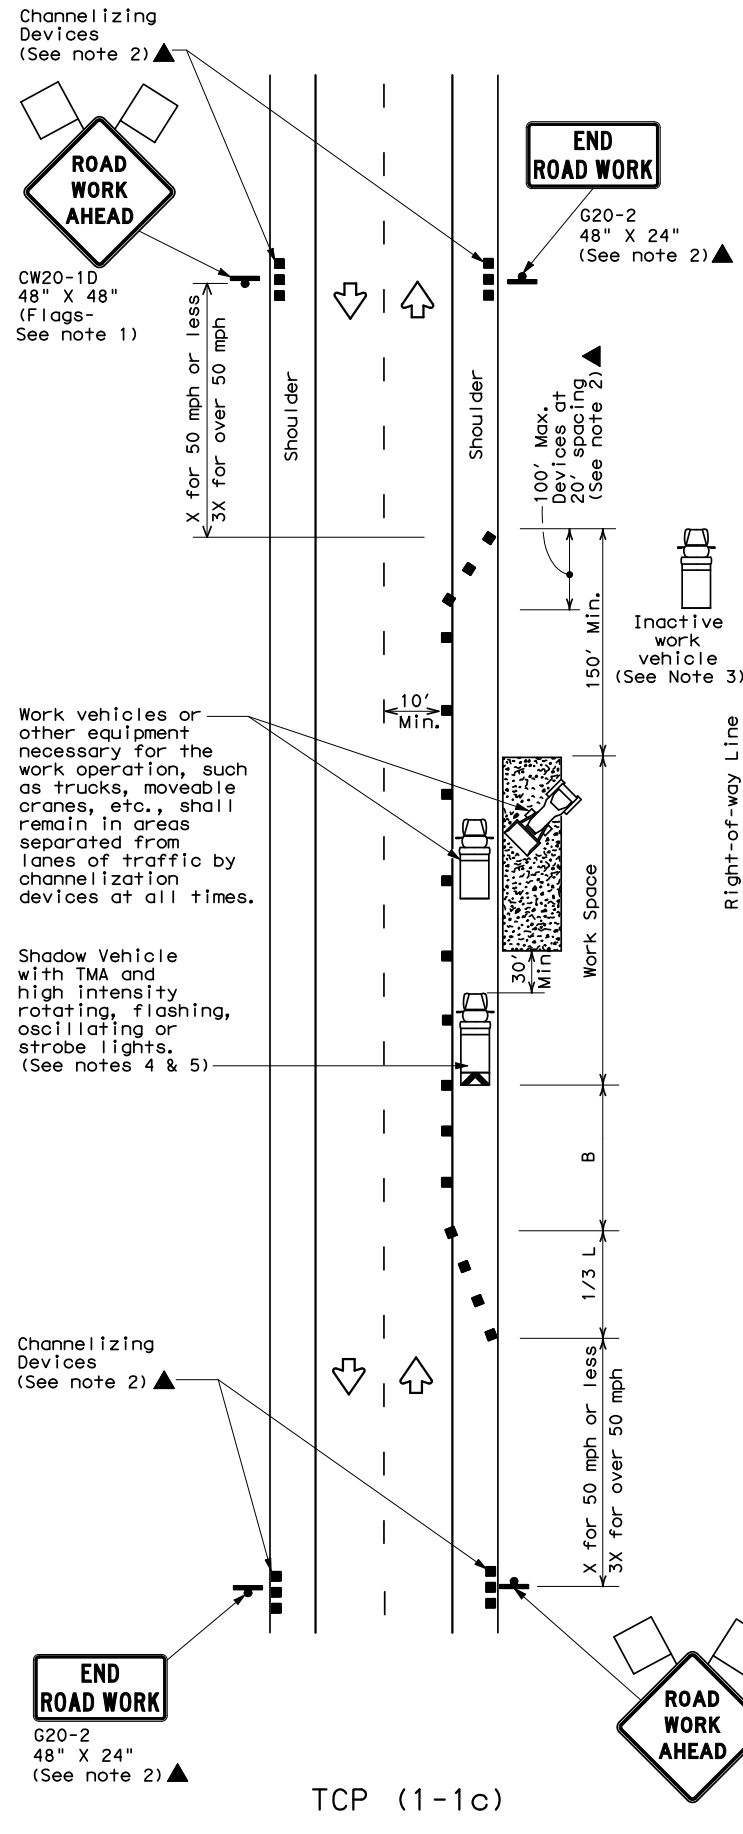 Channelizing
Devices
(See note 2)
ROAD
WORK
AHEAD
CW20-1D
48" X 48"
(Flags-
See note 1)
END
ROAD WORK
G20-2
48" X 24"
(See note 2)
X for 50 mph or less
3X for over 50 mph
Shoulder
Shoulder
100' Max.
Devices at
20' spacing
(See note 2)
150' Min.
Inactive
work
vehicle
(See Note 3)
10'
Min.
Right-of-way Line
Work vehicles or
other equipment
necessary for the
work operation, such
as trucks, moveable
cranes, etc., shall
remain in areas
separated from
lanes of traffic by
channelization
devices at all times.
Work Space
30'
Min.
Shadow Vehicle
with TMA and
high intensity
rotating, flashing,
oscillating or
strobe lights.
(See notes 4 & 5)
B
1/3 L
Channelizing
Devices
(See note 2)
X for 50 mph or less
3X for over 50 mph
END
ROAD WORK
G20-2
48" X 24"
(See note 2)
ROAD
WORK
AHEAD
TCP (1-1c)